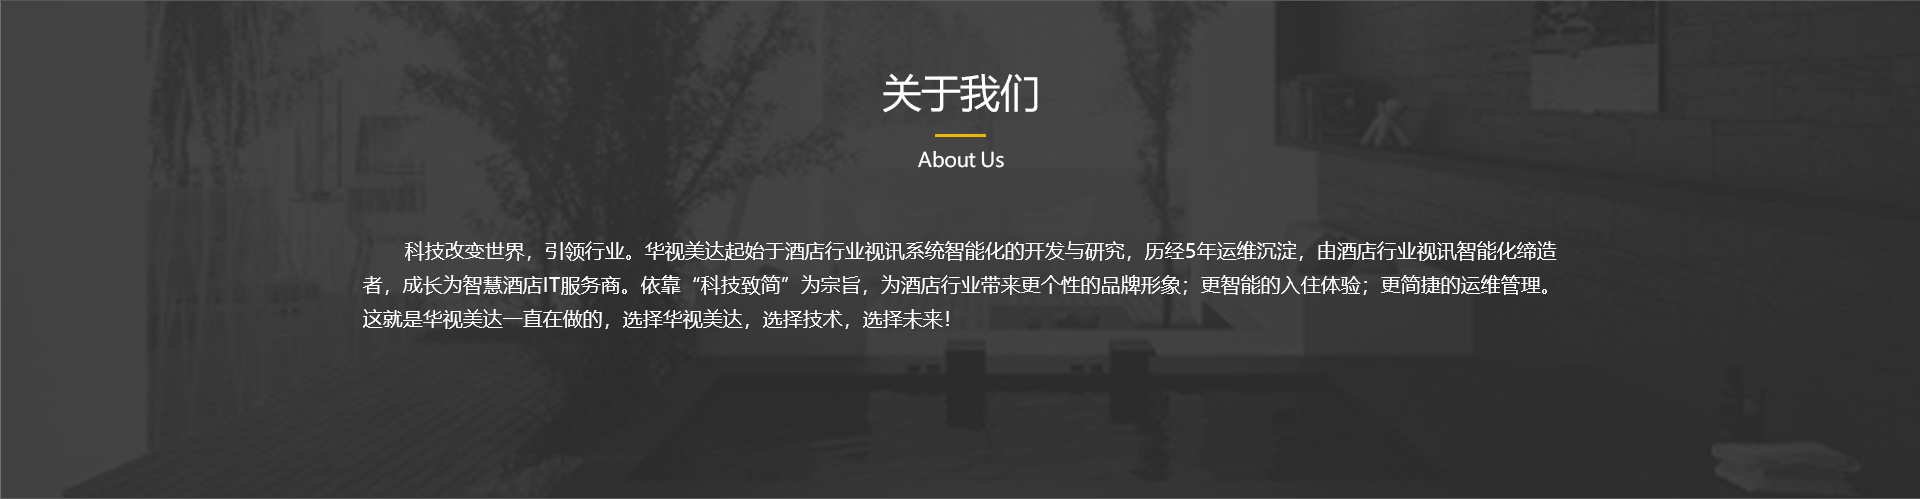 关于我们
About Us
科技改变世界，引领行业。华视美达起始于酒店行业视讯系统智能化的开发与研究，历经5年运维沉淀，由酒店行业视讯智能化缔造
者，成长为智慧酒店IT服务商。依靠“科技致简”为宗旨，为酒店行业带来更个性的品牌形象；更智能的入住体验；更简捷的运维管理。
这就是华视美达一直在做的，选择华视美达，选择技术，选择未来！